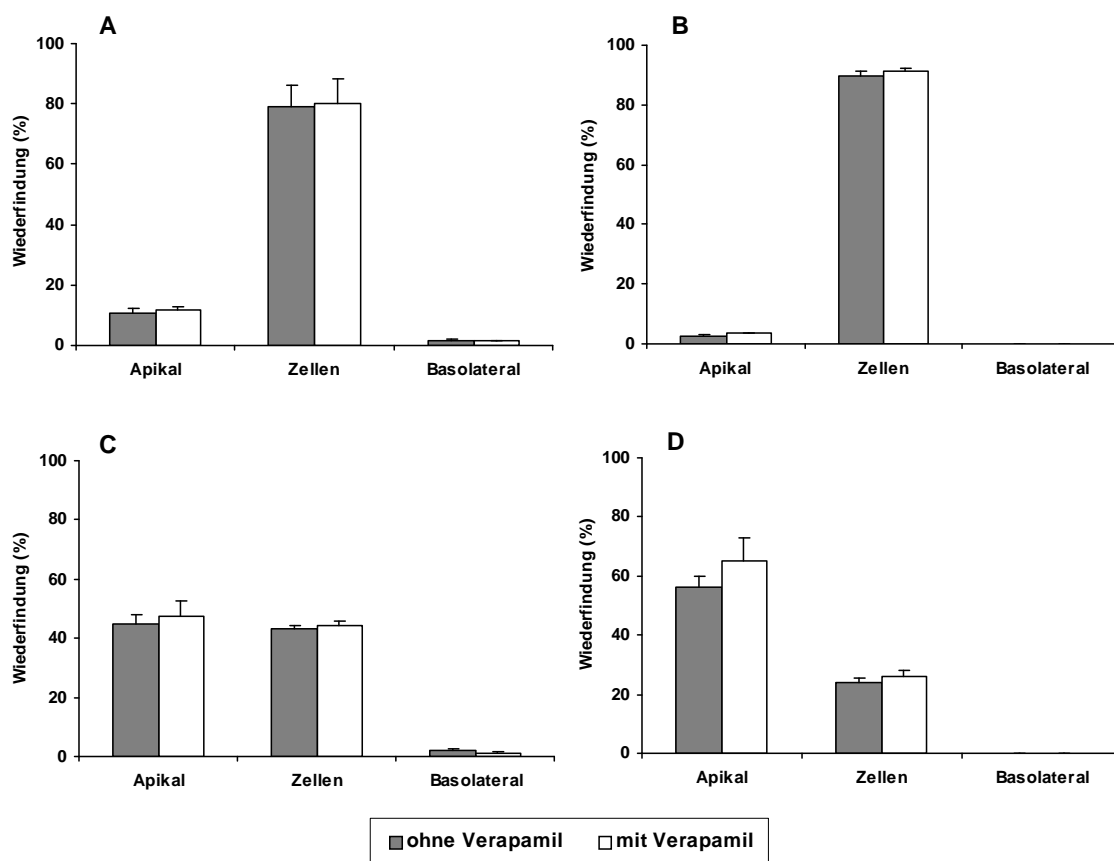 A
Wiederfindung (%)
100
80
60
40
20
0
Apikal Zellen Basolateral
B
Wiederfindung (%)
100
80
60
40
20
0
Apikal Zellen Basolateral
C
Wiederfindung (%)
100
80
60
40
20
0
Apikal Zellen Basolateral
D
Wiederfindung (%)
100
80
60
40
20
0
Apikal Zellen Basolateral
ohne Verapamil mit Verapamil